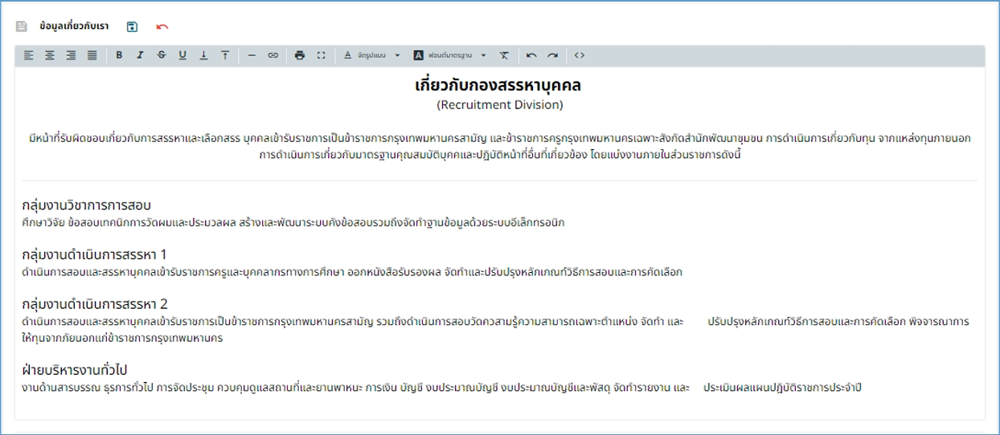 ข้อมูลเกี่ยวกับเรา
B I S U A จัดรูปแบบ A ฟอนต์มาตรฐาน
เกี่ยวกับกองสรรหาบุคคล
(Recruitment Division)
มีหน้าที่รับผิดชอบเกี่ยวกับการสรรหาและเลือกสรร บุคคลเข้ารับราชการเป็นข้าราชการกรุงเทพมหานครสามัญ และข้าราชการครูกรุงเทพมหานครเฉพาะสังกัดสำนักพัฒนาชุมชน การดำเนินการเกี่ยวกับทุน จากแหล่งทุนภายนอก
การดำเนินการเกี่ยวกับมาตรฐานคุณสมบัติบุคคและปฏิบัติหน้าที่อื่นที่เกี่ยวข้อง โดยแบ่งงานภายในส่วนราชการดังนี้
กลุ่มงานวิชาการการสอบ
ศึกษาวิจัย ข้อสอบเทคนิกการวัดผมและประมวลผล สร้างและพัฒนาระบบคังข้อสอบรวมถึงจัดทำฐานข้อมูลด้วยระบบอีเล็กทรอนิก
กลุ่มงานดำเนินการสรรหา 1
ดำเนินการสอบและสรรหาบุคคลเข้ารับราชการครูและบุคลากรทางการศึกษา ออกหนังสือรับรองผล จัดทำและปรับปรุงหลักเกณฑ์วิธีการสอบและการคัดเลือก
กลุ่มงานดำเนินการสรรหา 2
ดำเนินการสอบและสรรหาบุคคลเข้ารับราชการเป็นข้าราชการกรุงเทพมหานครสามัญ รวมถึงดำเนินการสอบวัดควสามรู้ความสามารถเฉพาะตำแหน่ง จัดทำ และ ปรับปรุงหลักเกณฑ์วิธีการสอบและการคัดเลือก พิจจารณาการ
ให้ทุนจากภัยนอกแก่ข้าราชการกรุงเทพมหานคร
ฝ่ายบริหารงานทั่วไป
งานด้านสารบรรณ ธุรการทั่วไป การจัดประชุม ควบคุมดูแลสถานที่และยานพาหนะ การเงิน บัญชี งบประมาณบัญชี งบประมาณบัญชีและพัสดุ จัดทำรายงาน และ ประเมินผลแผนปฏิบัติราชการประจำปี